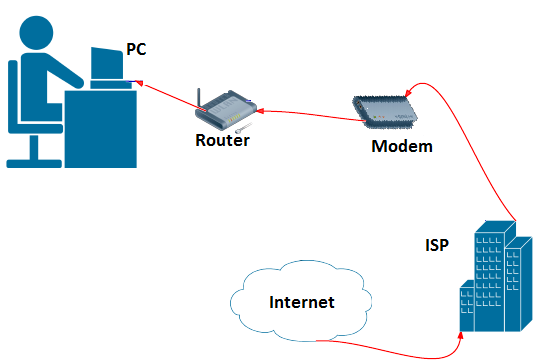 PC
Router
Modem
ISP
Internet